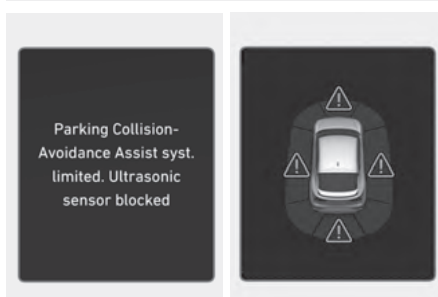 Parking Collision-
Avoidance Assist syst.
limited. Ultrasonic
sensor blocked